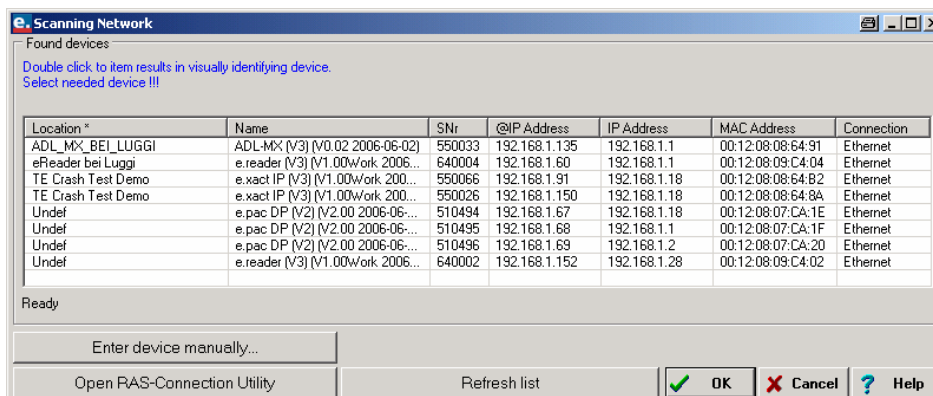 e. Scanning Network
Found devices
Double click to item results in visually identifying device.
Select needed device !!!
Location * Name SNr @IP Address IP Address MAC Address Connection
ADL_MX_BEI_LUGGI ADL-MX (V3) (V0.02 2006-06-02) 550033 192.168.1.135 192.168.1.1 00:12:08:08:64:91 Ethernet
eReader bei Luggi e.reader (V3) (V1.00Work 2006... 640004 192.168.1.60 192.168.1.1 00:12:08:09:C4:04 Ethernet
TE Crash Test Demo e.xact IP (V3) (V1.00Work 200... 550066 192.168.1.91 192.168.1.18 00:12:08:08:64:B2 Ethernet
TE Crash Test Demo e.xact IP (V3) (V1.00Work 200... 550026 192.168.1.150 192.168.1.18 00:12:08:08:64:8A Ethernet
Undef e.pac DP (V2) (V2.00 2006-06-... 510494 192.168.1.67 192.168.1.18 00:12:08:07:CA:1E Ethernet
Undef e.pac DP (V2) (V2.00 2006-06-... 510495 192.168.1.68 192.168.1.1 00:12:08:07:CA:1F Ethernet
Undef e.pac DP (V2) (V2.00 2006-06-... 510496 192.168.1.69 192.168.1.2 00:12:08:07:CA:20 Ethernet
Undef e.reader (V3) (V1.00Work 2006... 640002 192.168.1.152 192.168.1.28 00:12:08:09:C4:02 Ethernet
Ready
Enter device manually...
Open RAS-Connection Utility Refresh list OK Cancel ? Help